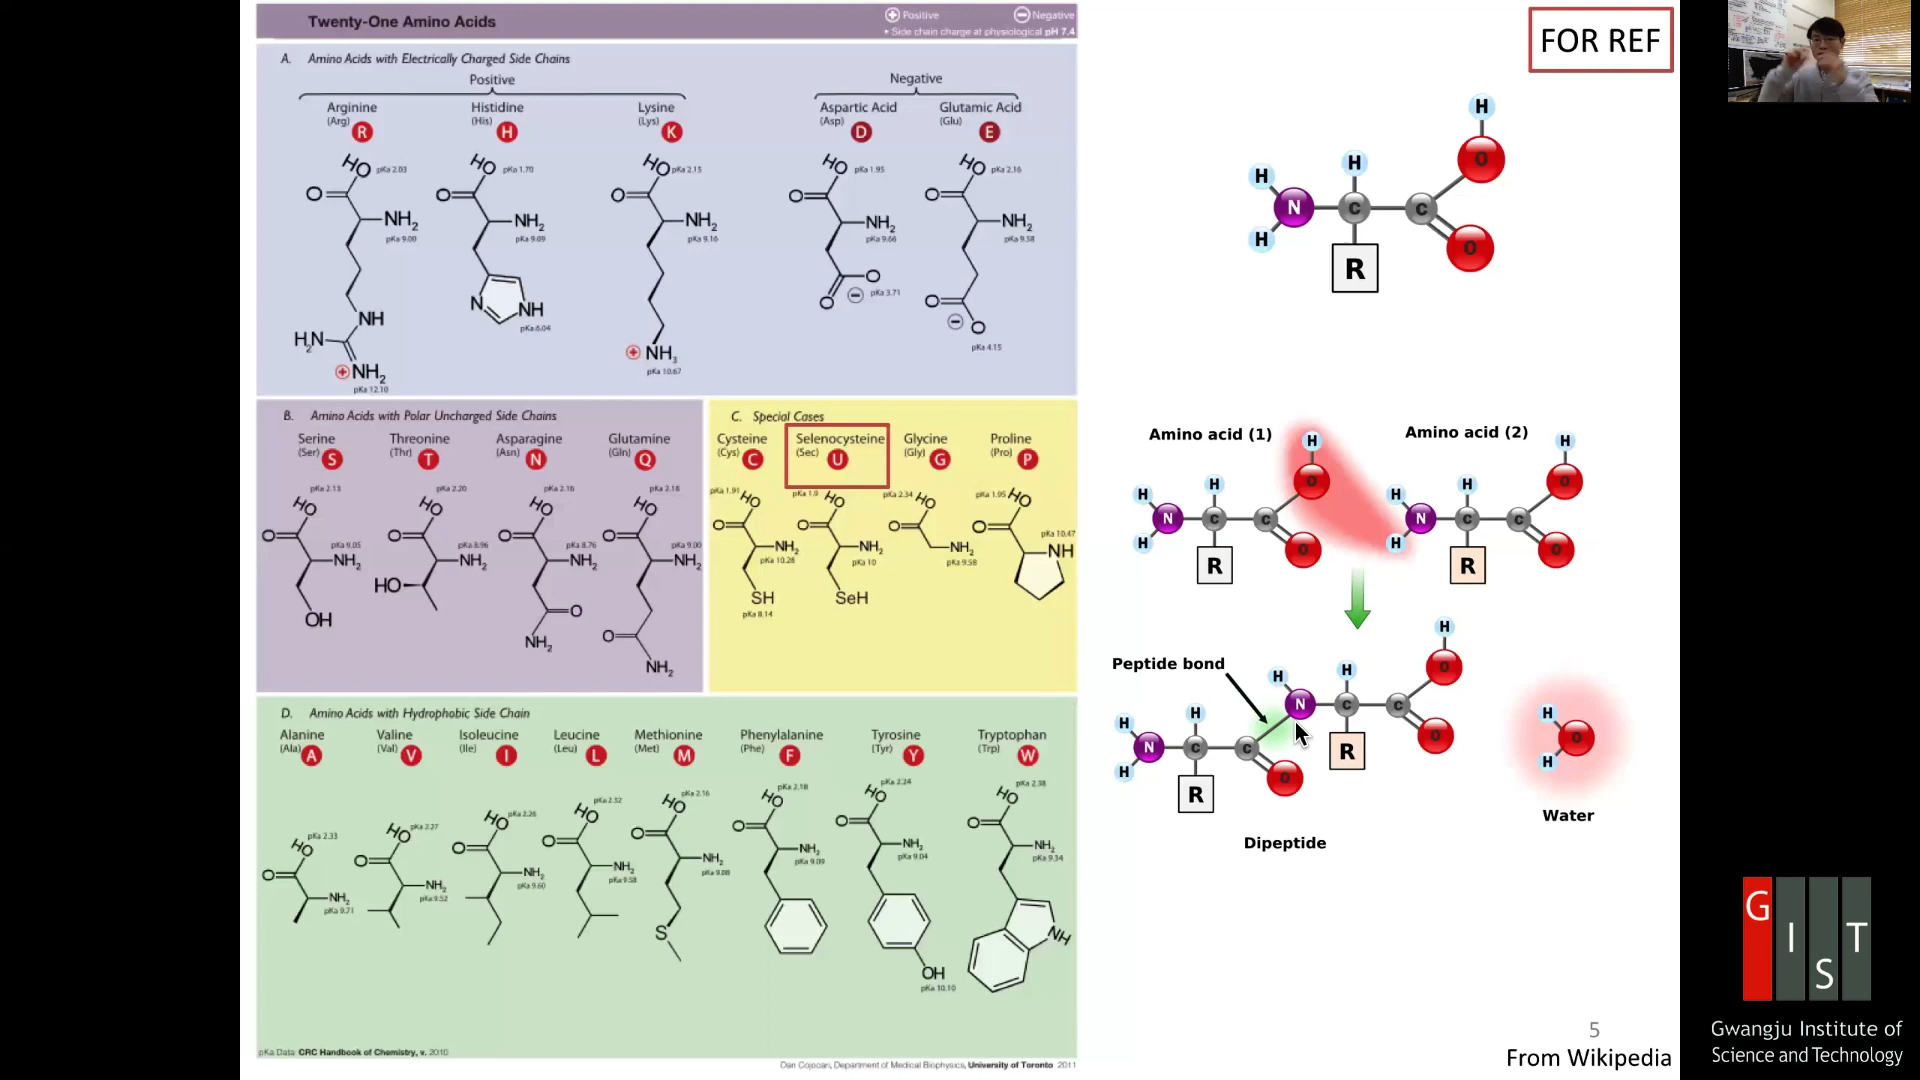 Twenty-One Amino Acids
Positive
Negative
• Side chain charge at physiological pH 7.4
A. Amino Acids with Electrically Charged Side Chains
Positive
Negative
Arginine
(Arg) R
Histidine
(His) H
Lysine
(Lys) K
Aspartic Acid
(Asp) D
Glutamic Acid
(Glu) E
HO pKa 2.03
O
NH2
pKa 9.00
NH
H2N
NH2
pKa 12.10
HO pKa 1.70
O
NH2
pKa 9.09
N
NH
pKa 6.04
HO pKa 2.15
O
NH2
pKa 9.16
NH3
pKa 10.67
HO pKa 1.95
O
NH2
pKa 9.66
O
O
pKa 3.71
HO pKa 2.16
O
NH2
pKa 9.58
O
O
pKa 4.15
B. Amino Acids with Polar Uncharged Side Chains
Serine
(Ser) S
Threonine
(Thr) T
Asparagine
(Asn) N
Glutamine
(Gln) Q
pKa 2.13
HO
O
pKa 9.05
NH2
OH
pKa 2.20
HO
O
pKa 8.96
NH2
HO
pKa 2.16
HO
O
pKa 8.76
NH2
O
NH2
pKa 2.18
HO
O
pKa 9.00
NH2
O
NH2
C. Special Cases
Cysteine
(Cys) C
Selenocysteine
(Sec) U
Glycine
(Gly) G
Proline
(Pro) P
pKa 1.91
HO
O
NH2
pKa 10.28
SH
pKa 8.14
pKa 1.9
HO
O
NH2
pKa 10
SeH
pKa 2.34
HO
O
NH2
pKa 9.58
pKa 1.95
HO
O
pKa 10.47
NH
D. Amino Acids with Hydrophobic Side Chain
Alanine
(Ala) A
Valine
(Val) V
Isoleucine
(Ile) I
Leucine
(Leu) L
Methionine
(Met) M
Phenylalanine
(Phe) F
Tyrosine
(Tyr) Y
Tryptophan
(Trp) W
pKa 2.33
HO
O
NH2
pKa 9.71
pKa 2.27
HO
O
NH2
pKa 9.52
pKa 2.26
HO
O
NH2
pKa 9.60
pKa 2.32
HO
O
NH2
pKa 9.58
pKa 2.16
HO
O
NH2
pKa 9.08
S
pKa 2.18
HO
O
NH2
pKa 9.09
pKa 2.24
HO
O
NH2
pKa 9.04
OH
pKa 10.10
pKa 2.38
HO
O
NH2
pKa 9.34
NH
pKa Data: CRC Handbook of Chemistry, v. 2010
Dan Cojocari, Department of Medical Biophysics, University of Toronto 2011
FOR REF
H
H
H
O
N
C
C
H
O
R
Amino acid (1)
Amino acid (2)
H
O
H
H
N
C
C
H
O
R
H
O
H
H
N
C
C
H
O
R
Peptide bond
H
H
H
O
N
C
C
O
R
H
H
N
C
C
H
O
R
H
O
H
Water
Dipeptide
5
From Wikipedia
G
I
S
T
Gwangju Institute of
Science and Technology